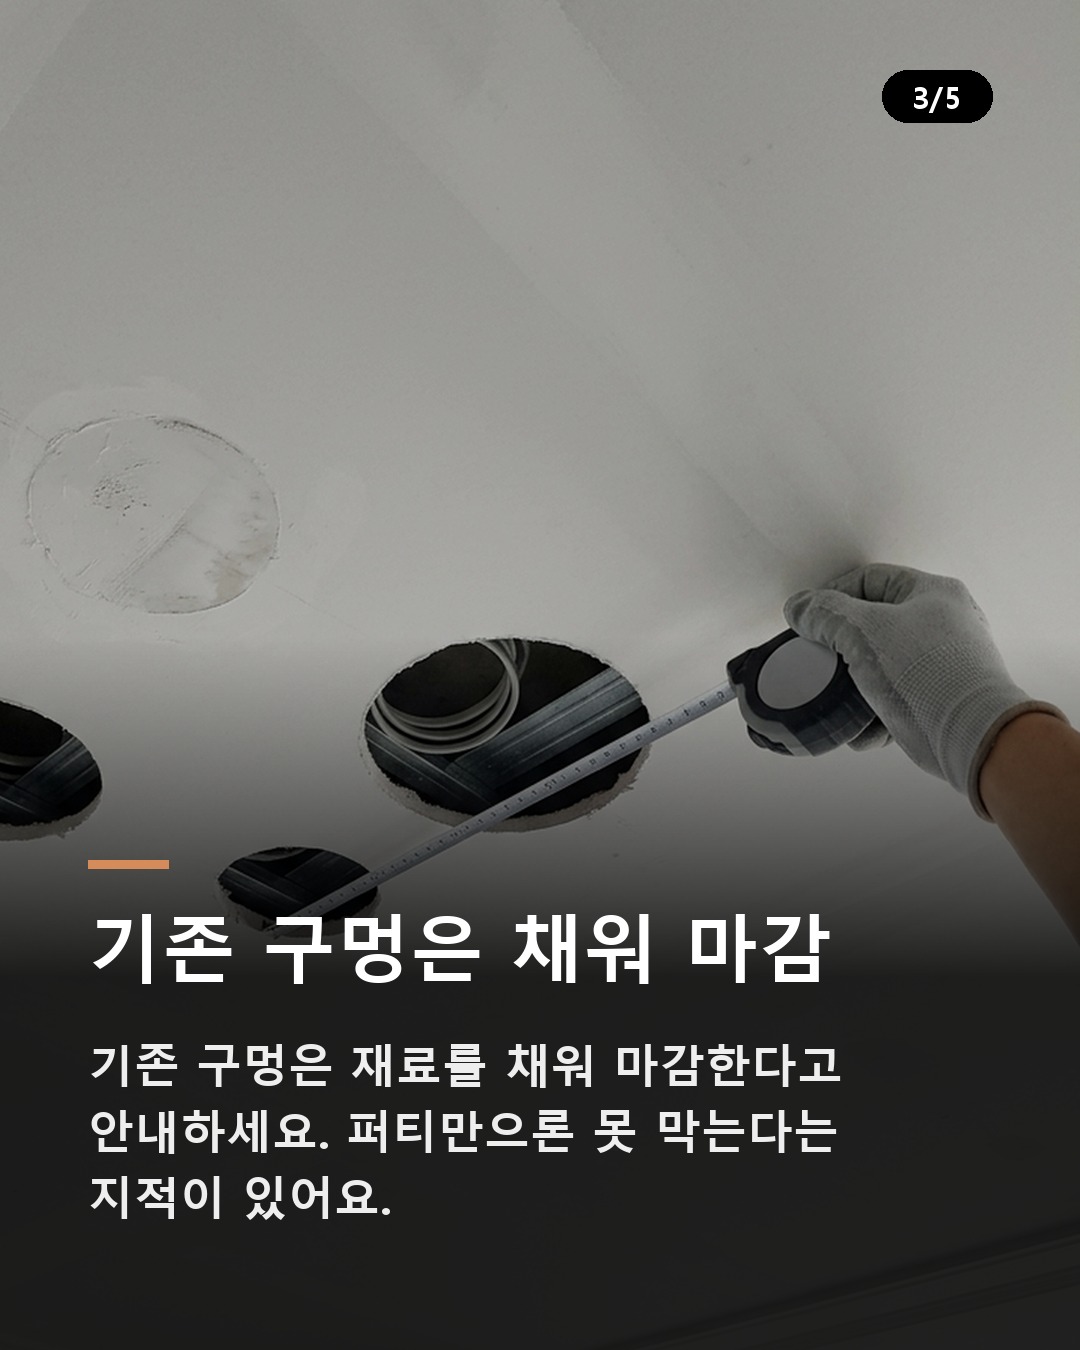 3/5
기존 구멍은 채워 마감
기존 구멍은 재료를 채워 마감한다고
안내하세요. 퍼티만으론 못 막는다는
지적이 있어요.